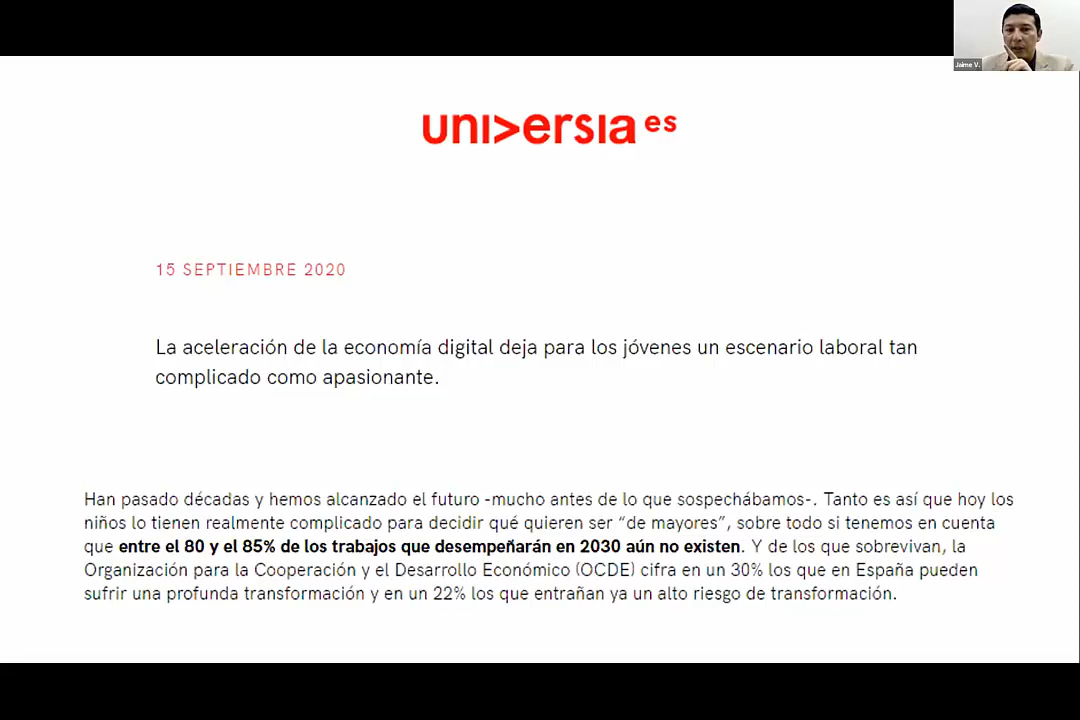 Jaime V.
uni>ersia es
15 SEPTIEMBRE 2020
La aceleración de la economía digital deja para los jóvenes un escenario laboral tan
complicado como apasionante.
Han pasado décadas y hemos alcanzado el futuro -mucho antes de lo que sospechábamos-. Tanto es así que hoy los
niños lo tienen realmente complicado para decidir qué quieren ser “de mayores”, sobre todo si tenemos en cuenta
que entre el 80 y el 85% de los trabajos que desempeñarán en 2030 aún no existen. Y de los que sobrevivan, la
Organización para la Cooperación y el Desarrollo Económico (OCDE) cifra en un 30% los que en España pueden
sufrir una profunda transformación y en un 22% los que entrañan ya un alto riesgo de transformación.